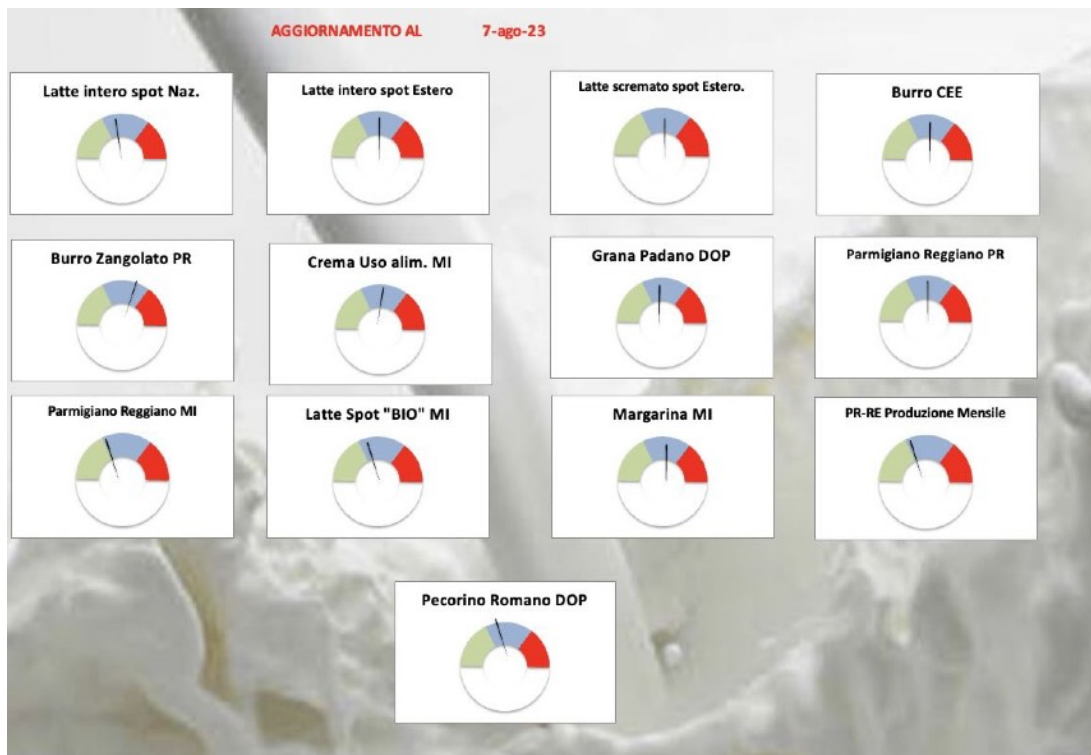 AGGIORNAMENTO AL 7-ago-23
Latte intero spot Naz.
Latte intero spot Estero
Latte scremato spot Estero.
Burro CEE
Burro Zangolato PR
Crema Uso alim. MI
Grana Padano DOP
Parmigiano Reggiano PR
Parmigiano Reggiano MI
Latte Spot "BIO" MI
Margarina MI
PR-RE Produzione Mensile
Pecorino Romano DOP